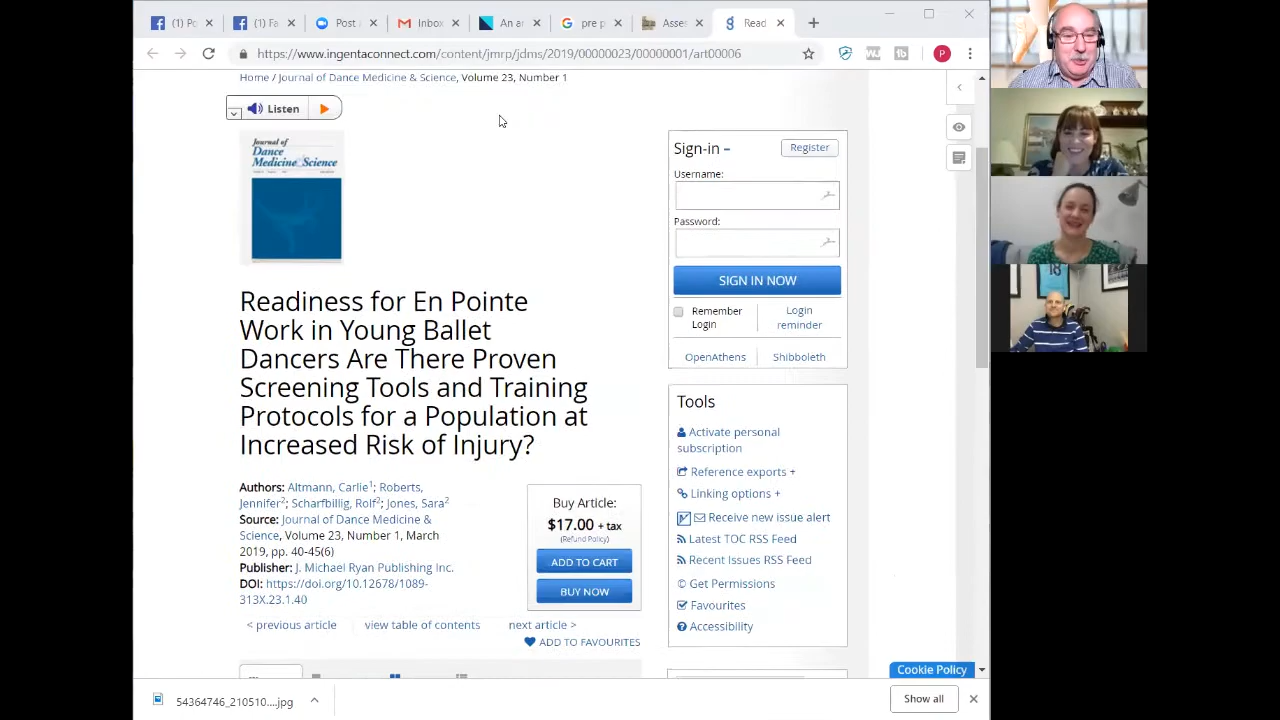 (1) Po
(1) Fa
Post
Inbox
An ar
pre p
Asses
Read
https://www.ingentaconnect.com/content/jmrp/jdms/2019/00000023/00000001/art00006
P
Home / Journal of Dance Medicine & Science, Volume 23, Number 1
Listen
Journal of
Dance
Medicine & Science
Readiness for En Pointe
Work in Young Ballet
Dancers Are There Proven
Screening Tools and Training
Protocols for a Population at
Increased Risk of Injury?
Authors: Altmann, Carlie1; Roberts,
Jennifer2; Scharfbillig, Rolf2; Jones, Sara2
Source: Journal of Dance Medicine &
Science, Volume 23, Number 1, March
2019, pp. 40-45(6)
Publisher: J. Michael Ryan Publishing Inc.
DOI: https://doi.org/10.12678/1089-
313X.23.1.40
Buy Article:
$17.00 + tax
(Refund Policy)
ADD TO CART
BUY NOW
< previous article
view table of contents
next article >
ADD TO FAVOURITES
Sign-in –
Register
Username:
Password:
SIGN IN NOW
Remember
Login
Login
reminder
OpenAthens
Shibboleth
Tools
Activate personal
subscription
Reference exports +
Linking options +
Receive new issue alert
Latest TOC RSS Feed
Recent Issues RSS Feed
© Get Permissions
Favourites
Accessibility
Cookie Policy
54364746_210510....jpg
Show all